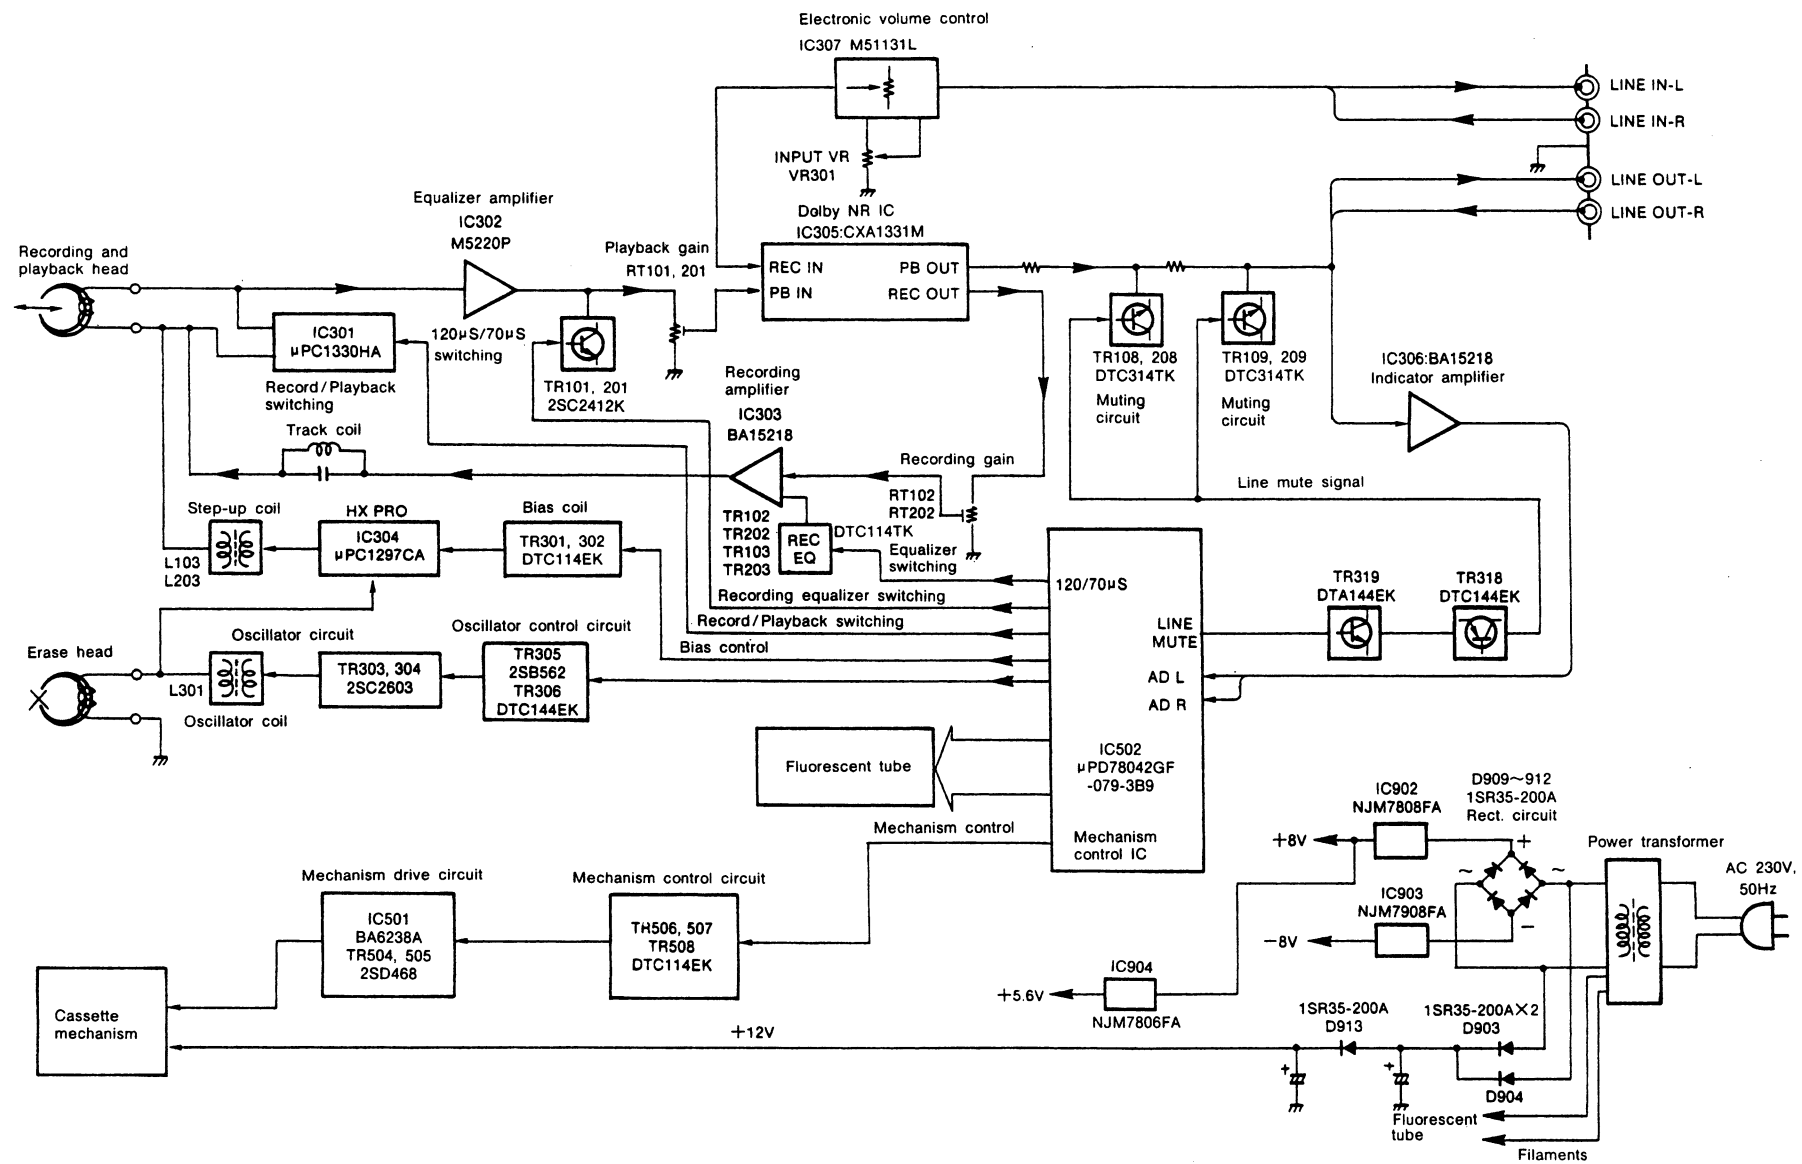 Electronic volume control
IC307 M51131L
LINE IN-L
LINE IN-R
INPUT VR
VR301
LINE OUT-L
LINE OUT-R
Equalizer amplifier
IC302
M5220P
Dolby NR IC
IC305:CXA1331M
Recording and
playback head
Playback gain
RT101, 201
REC IN
PB OUT
PB IN
REC OUT
IC301
µPC1330HA
120µS/70µS
switching
Record/Playback
switching
TR101, 201
2SC2412K
Recording
amplifier
IC303
BA15218
TR108, 208
DTC314TK
Muting
circuit
TR109, 209
DTC314TK
Muting
circuit
IC306:BA15218
Indicator amplifier
Track coil
Recording gain
RT102
RT202
Line mute signal
Step-up coil
L103
L203
HX PRO
IC304
µPC1297CA
Bias coil
TR301, 302
DTC114EK
TR102
TR202
TR103
TR203
REC
EQ
DTC114TK
Equalizer
switching
120/70µS
Recording equalizer switching
Record/Playback switching
Bias control
LINE
MUTE
TR319
DTA144EK
TR318
DTC144EK
AD L
AD R
Erase head
Oscillator circuit
L301
Oscillator coil
TR303, 304
2SC2603
Oscillator control circuit
TR305
2SB562
TR306
DTC144EK
Fluorescent tube
IC502
µPD78042GF
-079-3B9
Mechanism control
Mechanism
control IC
IC902
NJM7808FA
D909～912
1SR35-200A
Rect. circuit
+8V
+
~
~
−
Power transformer
AC 230V,
50Hz
IC903
NJM7908FA
−8V
Mechanism drive circuit
IC501
BA6238A
TR504, 505
2SD468
Mechanism control circuit
TR506, 507
TR508
DTC114EK
IC904
+5.6V
NJM7806FA
Cassette
mechanism
+12V
1SR35-200A
D913
1SR35-200A×2
D903
+
+
D904
Fluorescent
tube
Filaments